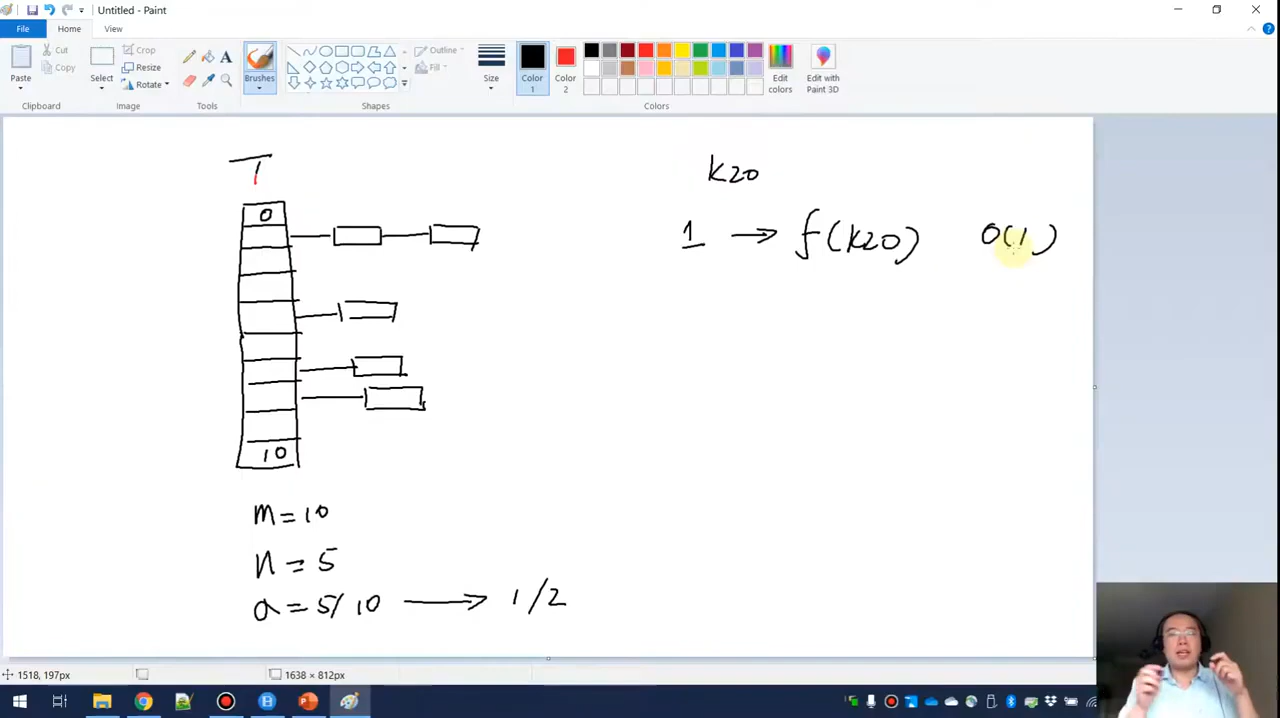 Untitled - Paint
File Home View
Paste Cut Copy Clipboard
Select Crop Resize Rotate Image
Tools
Brushes
Outline Fill Shapes
Size
Color 1 Color 2 Edit colors Colors
Edit with Paint 3D
T
k20
0
1 → f(k20) O(1)
10
m=10
n = 5
a = 5/10 → 1/2
1518, 197px 1638 × 812px